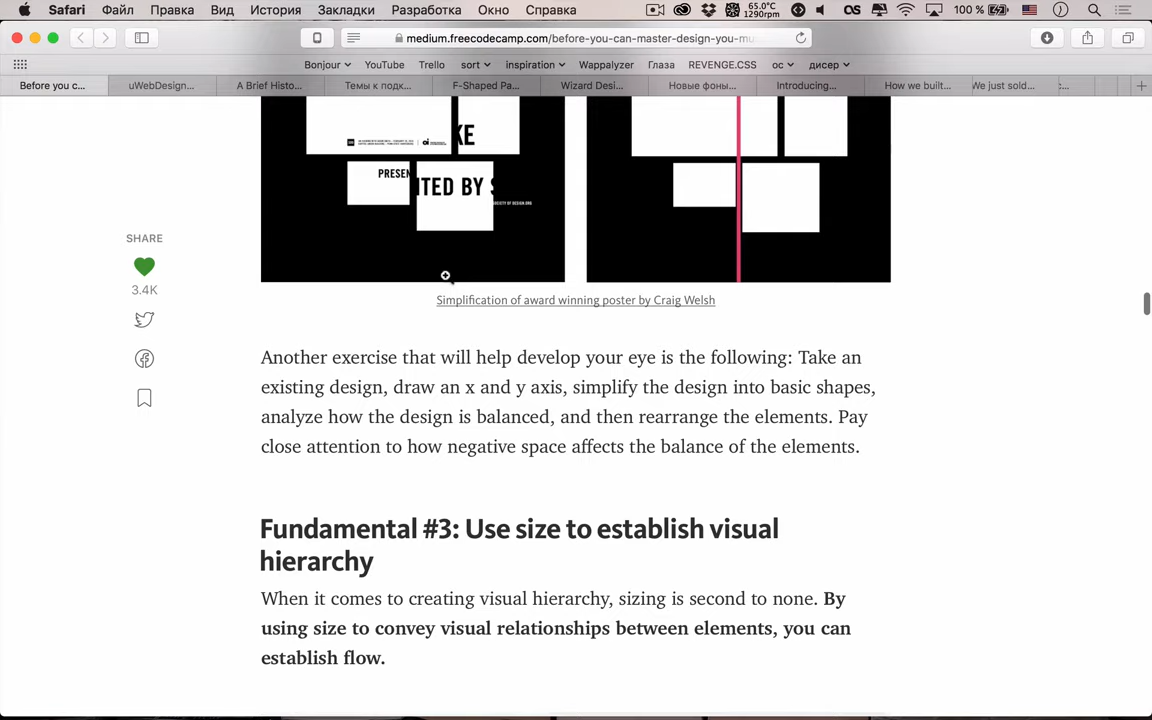 Safari Файл Правка Вид История Закладки Разработка Окно Справка 65.0°C 1290rpm 100 %
medium.freecodecamp.com/before-you-can-master-design-you-mu
Bonjour YouTube Trello sort inspiration Wappalyzer Глаза REVENGE.CSS ос дисер
Before you c... uWebDesign... A Brief Histo... Темы к подк... F-Shaped Pa... Wizard Desi... Новые фоны... Introducing... How we built... We just sold...
KE
PRESENTED BY S
SOCIETY OF DESIGN.ORG
SHARE
3.4K
Simplification of award winning poster by Craig Welsh
Another exercise that will help develop your eye is the following: Take an
existing design, draw an x and y axis, simplify the design into basic shapes,
analyze how the design is balanced, and then rearrange the elements. Pay
close attention to how negative space affects the balance of the elements.
Fundamental #3: Use size to establish visual
hierarchy
When it comes to creating visual hierarchy, sizing is second to none. By
using size to convey visual relationships between elements, you can
establish flow.